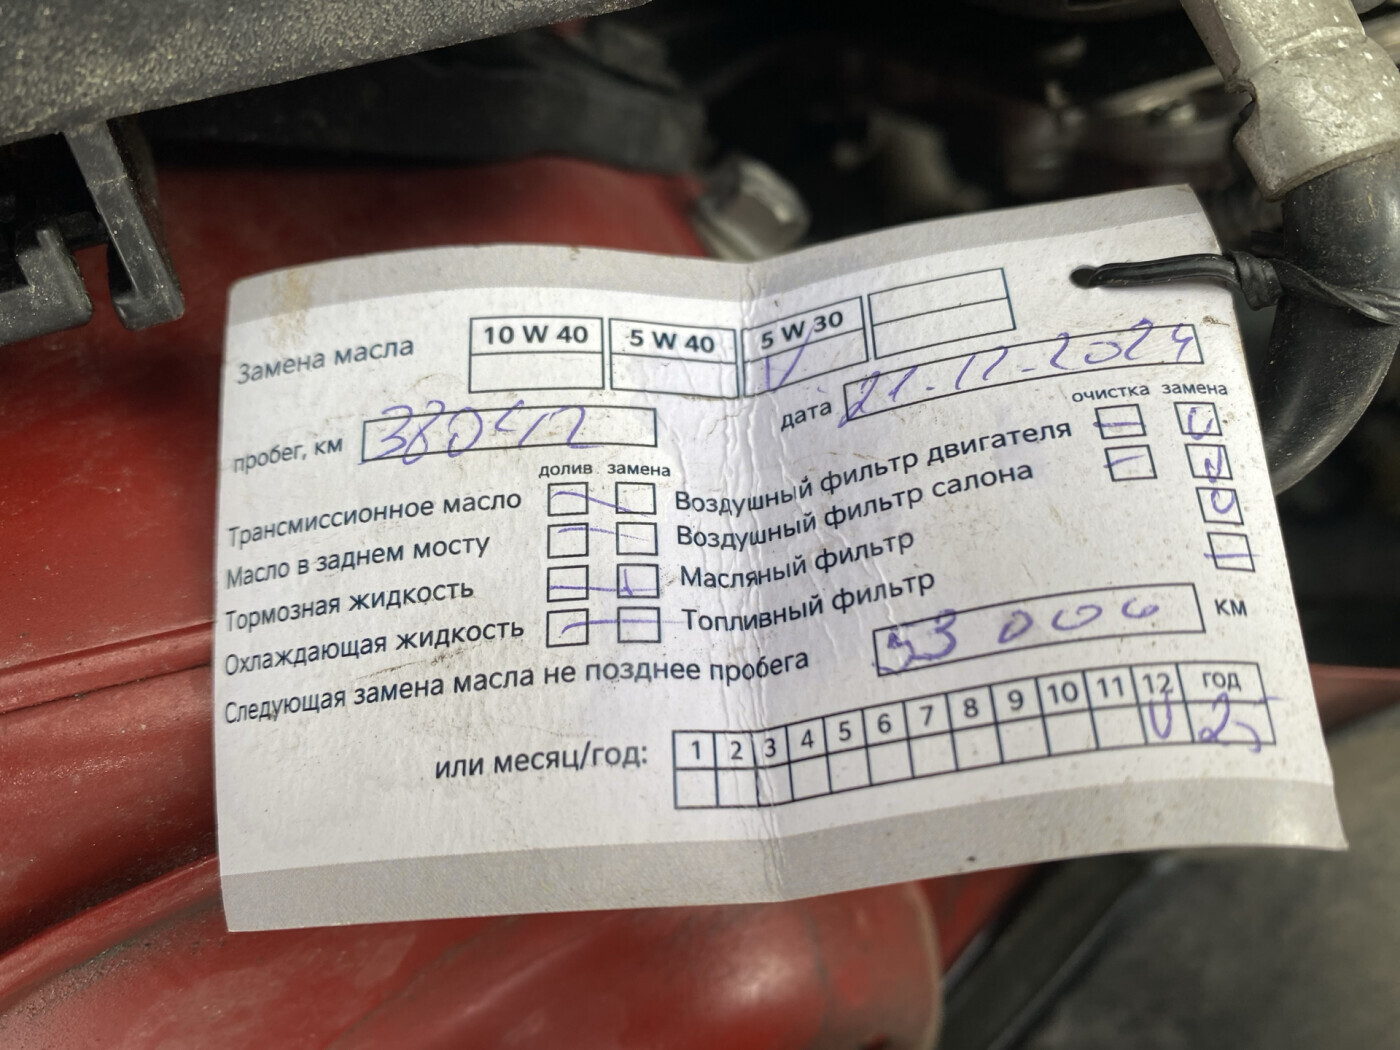 Замена масла 10 W 40 5 W 40 5 W 30 V
пробег, км 38042 дата 21-12-2024
долив замена очистка замена
Трансмиссионное масло Воздушный фильтр двигателя
Масло в заднем мосту Воздушный фильтр салона
Тормозная жидкость Масляный фильтр
Охлаждающая жидкость Топливный фильтр
Следующая замена масла не позднее пробега 53 000 км
или месяц/год: 1 2 3 4 5 6 7 8 9 10 11 12 год
25